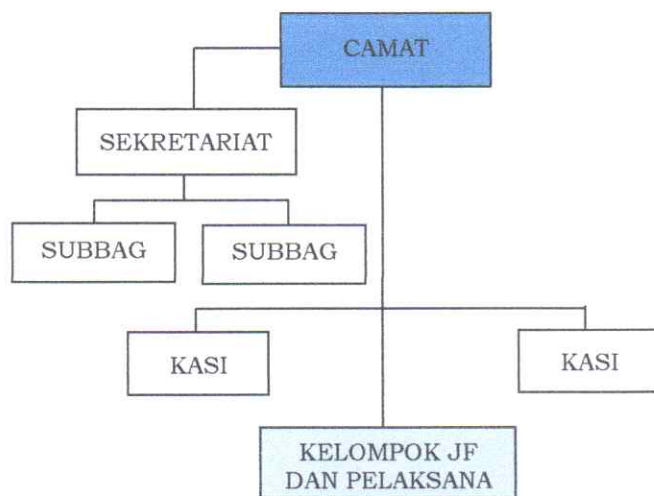 CAMAT
SEKRETARIAT
SUBBAG
SUBBAG
KASI
KASI
KELOMPOK JF
DAN PELAKSANA